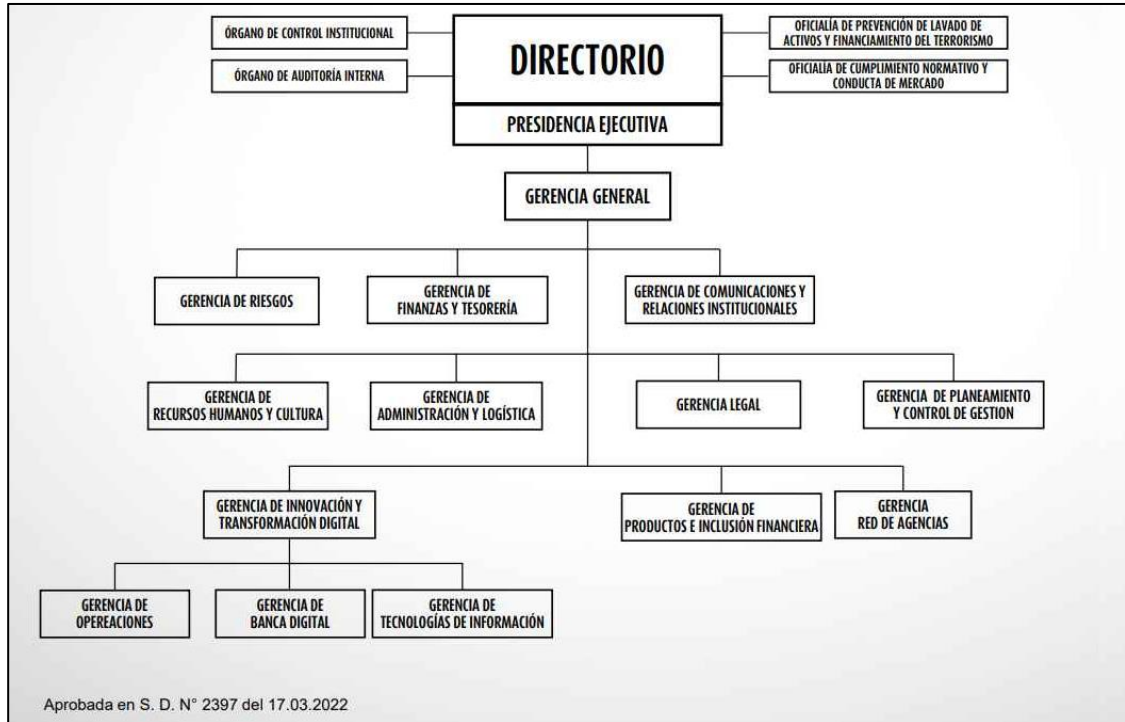 ÓRGANO DE CONTROL INSTITUCIONAL
ÓRGANO DE AUDITORÍA INTERNA
DIRECTORIO
PRESIDENCIA EJECUTIVA
OFICIALÍA DE PREVENCIÓN DE LAVADO DE
ACTIVOS Y FINANCIAMIENTO DEL TERRORISMO
OFICIALÍA DE CUMPLIMIENTO NORMATIVO Y
CONDUCTA DE MERCADO
GERENCIA GENERAL
GERENCIA DE RIESGOS
GERENCIA DE
FINANZAS Y TESORERÍA
GERENCIA DE COMUNICACIONES Y
RELACIONES INSTITUCIONALES
GERENCIA DE
RECURSOS HUMANOS Y CULTURA
GERENCIA DE
ADMINISTRACIÓN Y LOGÍSTICA
GERENCIA LEGAL
GERENCIA DE PLANEAMIENTO
Y CONTROL DE GESTION
GERENCIA DE INNOVACIÓN Y
TRANSFORMACIÓN DIGITAL
GERENCIA DE
PRODUCTOS E INCLUSIÓN FINANCIERA
GERENCIA
RED DE AGENCIAS
GERENCIA DE
OPEREACIONES
GERENCIA DE
BANCA DIGITAL
GERENCIA DE
TECNOLOGÍAS DE INFORMACIÓN
Aprobada en S. D. N° 2397 del 17.03.2022